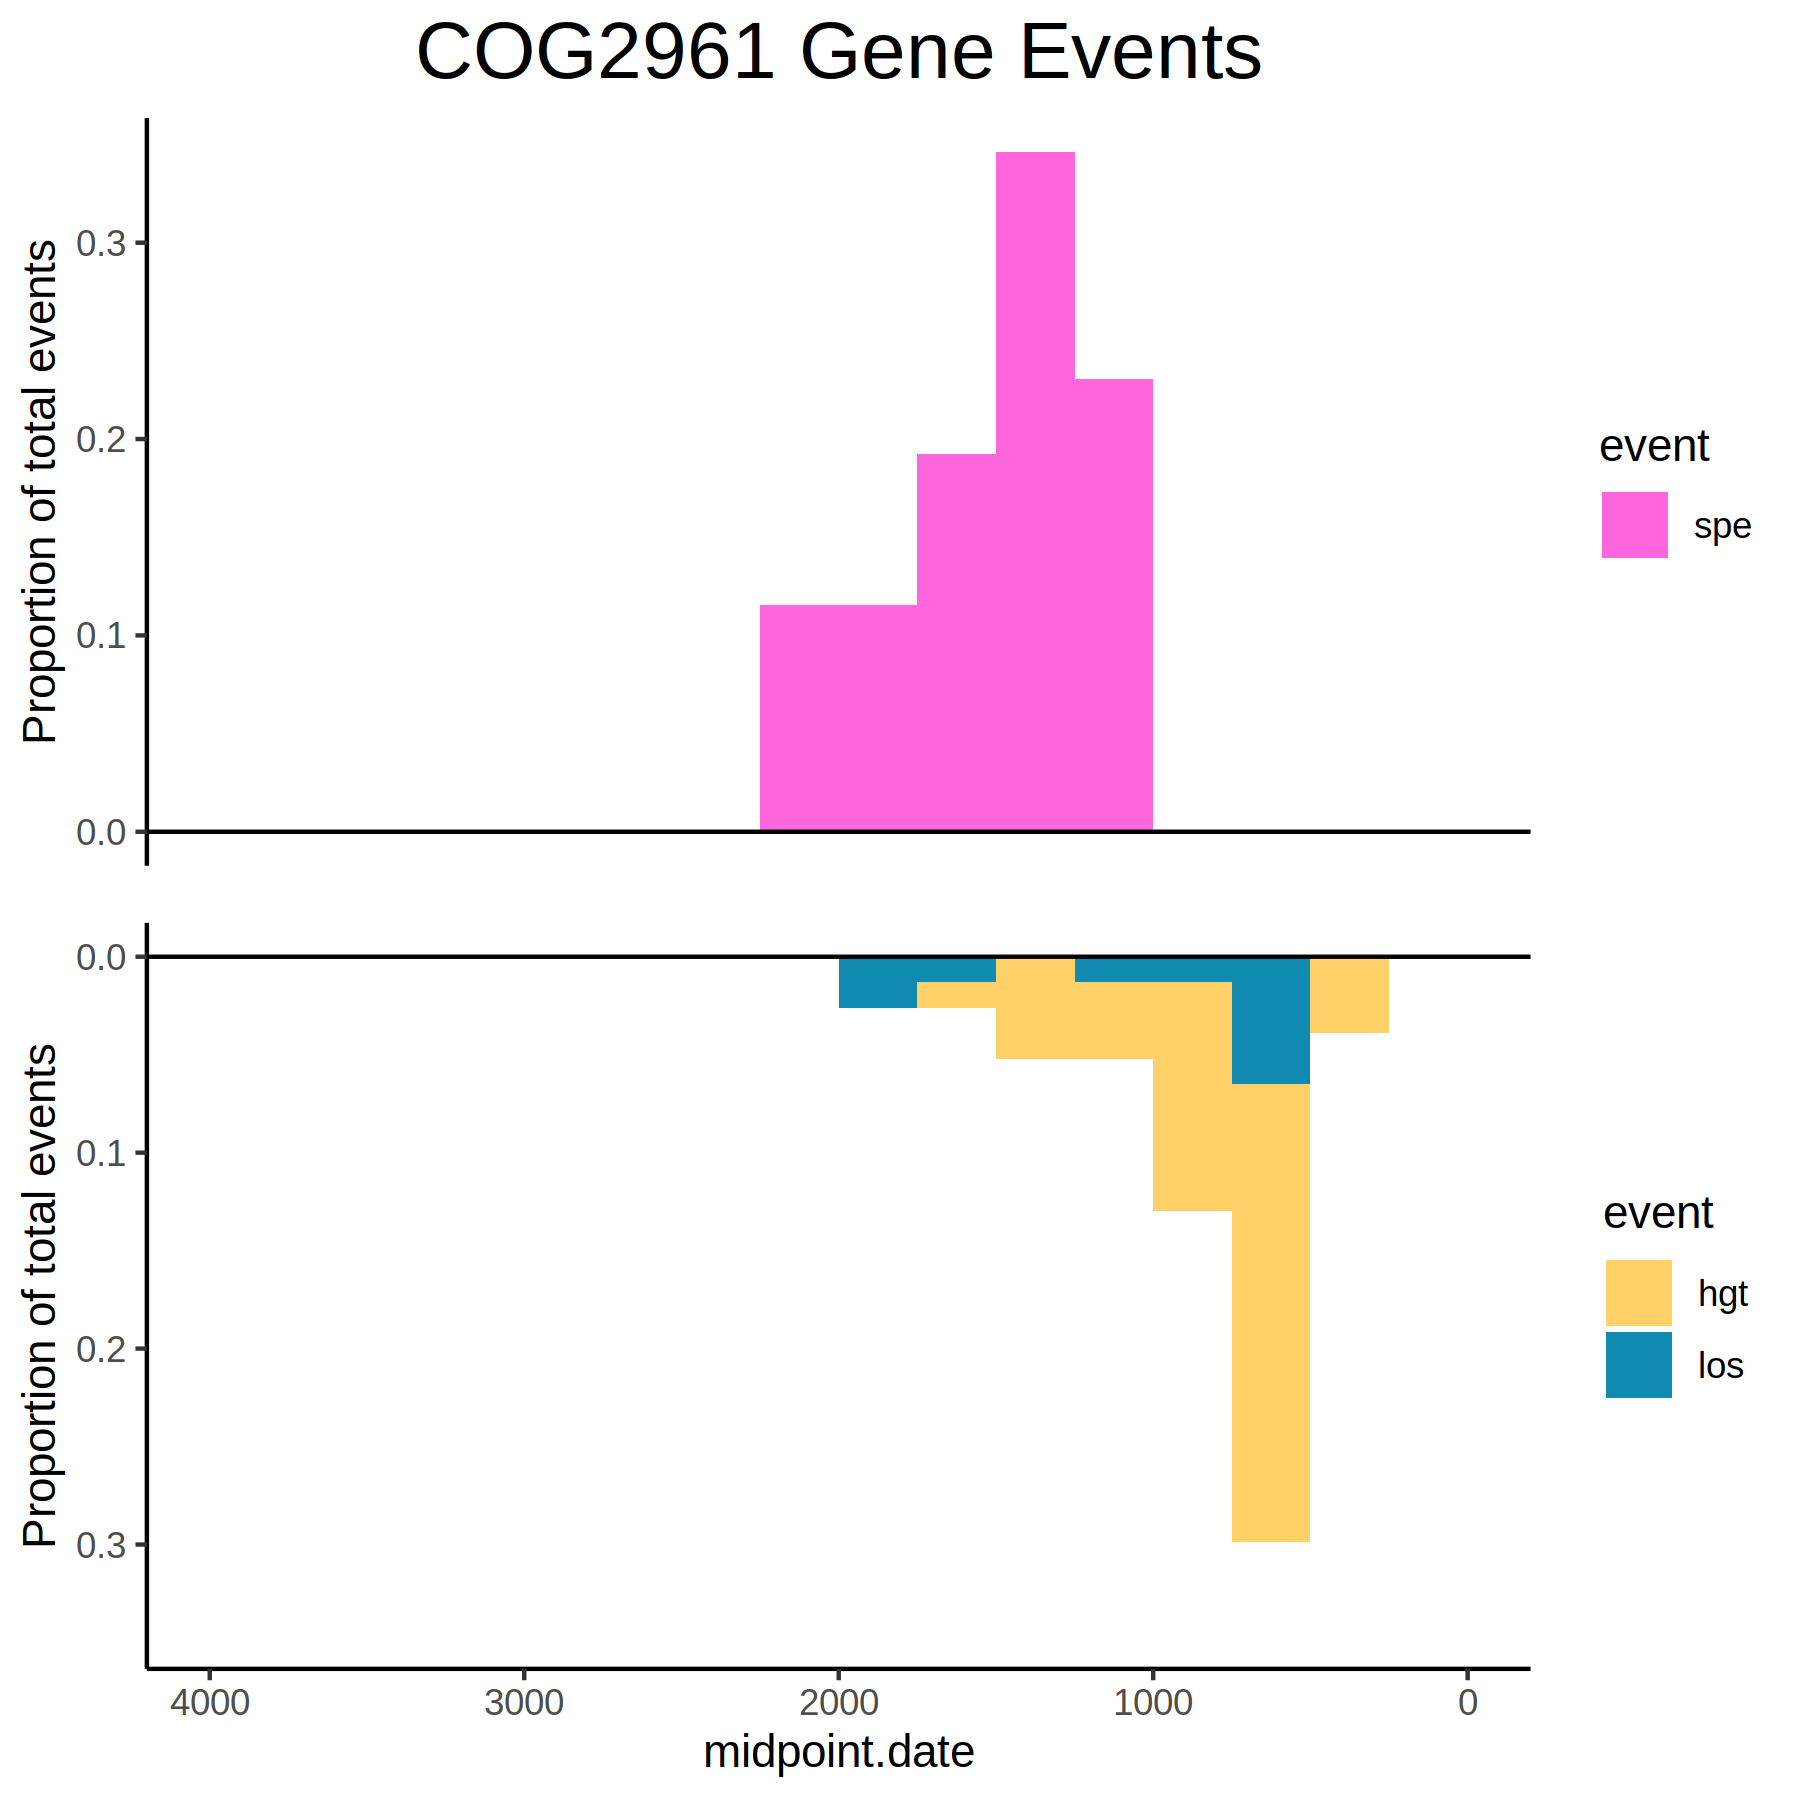 COG2961 Gene Events
Proportion of total events
0.3
0.2
0.1
0.0
event
spe
Proportion of total events
0.0
0.1
0.2
0.3
event
hgt
los
4000 3000 2000 1000 0
midpoint.date